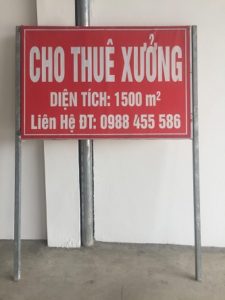 CHO THUÊ XƯỞNG
DIỆN TÍCH: 1500 m²
Liên Hệ ĐT: 0988 455 586